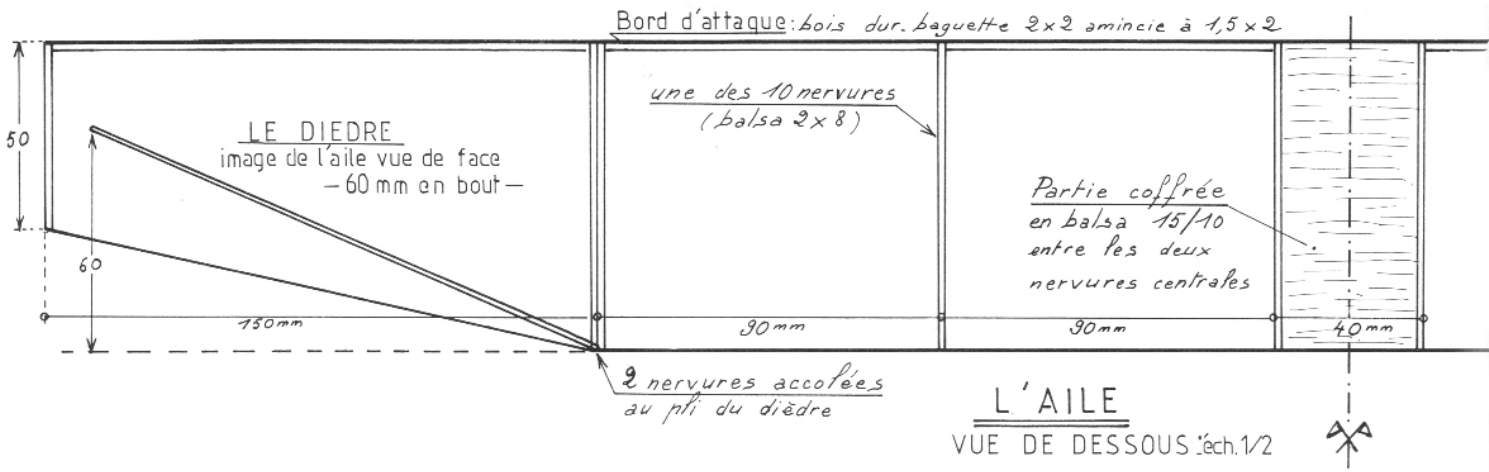 Bord d'attaque: bois dur. baguette 2x2 amincie à 1,5 x 2
50
LE DIEDRE
image de l'aile vue de face
— 60 mm en bout —
60
150mm
une des 10 nervures
(balsa 2 x 8)
90mm
Partie coffrée
en balsa 15/10
entre les deux
nervures centrales
90mm
40mm
2 nervures accolées
au pli du dièdre
L'AILE
VUE DE DESSOUS : éch. 1/2